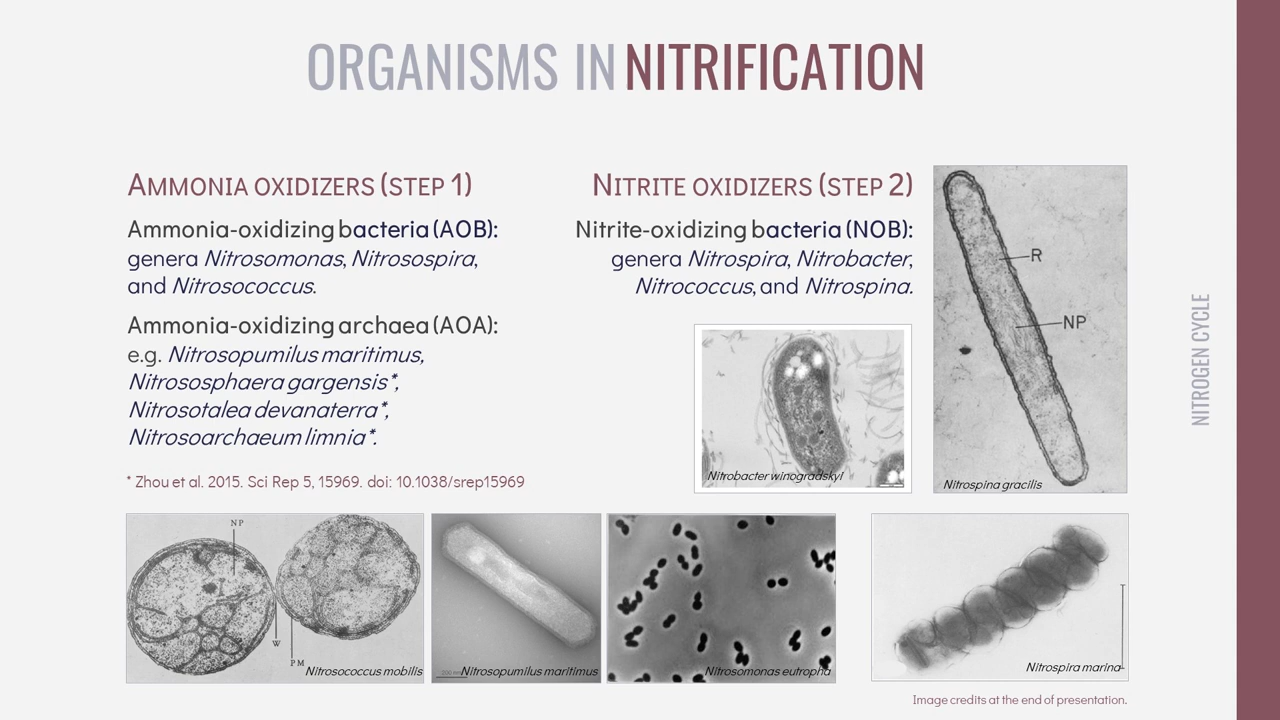 ORGANISMS IN NITRIFICATION
AMMONIA OXIDIZERS (STEP 1)
Ammonia-oxidizing bacteria (AOB):
genera Nitrosomonas, Nitrosospira,
and Nitrosococcus.
Ammonia-oxidizing archaea (AOA):
e.g. Nitrosopumilus maritimus,
Nitrososphaera gargensis*,
Nitrosotalea devanaterra*,
Nitrosoarchaeum limnia*.
* Zhou et al. 2015. Sci Rep 5, 15969. doi: 10.1038/srep15969
NITRITE OXIDIZERS (STEP 2)
Nitrite-oxidizing bacteria (NOB):
genera Nitrospira, Nitrobacter,
Nitrococcus, and Nitrospina.
Nitrobacter winogradskyi
R
NP
Nitrospina gracilis
NP
W
PM
Nitrosococcus mobilis
Nitrosopumilus maritimus
Nitrosomonas eutropha
Nitrospira marina
Image credits at the end of presentation.
NITROGEN CYCLE